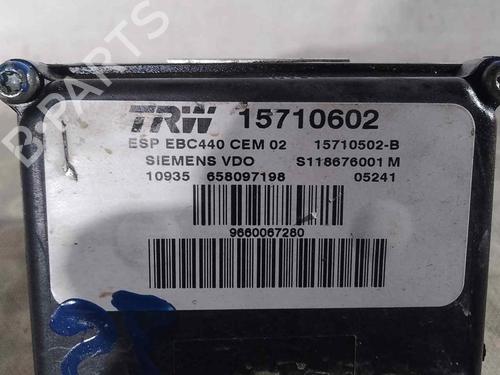 B-PARTS
TRW 15710602
ESP EBC440 CEM 02 15710502-B
SIEMENS VDO S118676001 M
10935 658097198 05241
9660067280